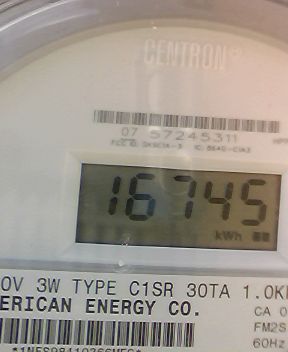 CENTRON®
07 57245311
16745
kWh
0V 3W TYPE C1SR 30TA 1.0K
ERICAN ENERGY CO.
CA 0
FM2S
60Hz